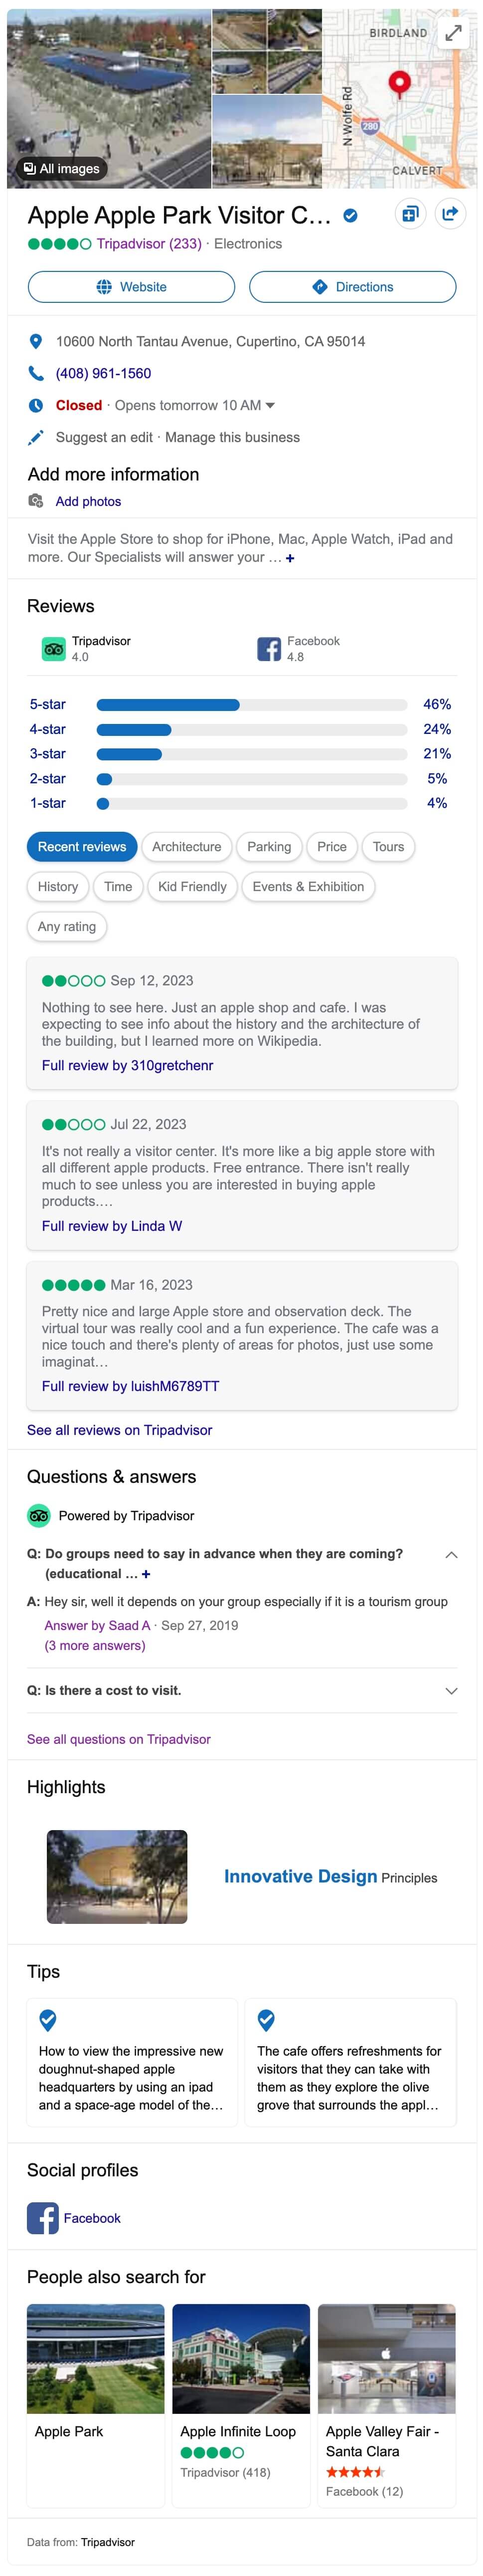 BIRDLAND
N Wolfe Rd
280
CALVERT
All images
Apple Apple Park Visitor C...
Tripadvisor (233) · Electronics
Website
Directions
10600 North Tantau Avenue, Cupertino, CA 95014
(408) 961-1560
Closed · Opens tomorrow 10 AM
Suggest an edit · Manage this business
Add more information
Add photos
Visit the Apple Store to shop for iPhone, Mac, Apple Watch, iPad and
more. Our Specialists will answer your ... +
Reviews
Tripadvisor
4.0
Facebook
4.8
5-star 46%
4-star 24%
3-star 21%
2-star 5%
1-star 4%
Recent reviews
Architecture
Parking
Price
Tours
History
Time
Kid Friendly
Events & Exhibition
Any rating
Sep 12, 2023
Nothing to see here. Just an apple shop and cafe. I was
expecting to see info about the history and the architecture of
the building, but I learned more on Wikipedia.
Full review by 310gretchenr
Jul 22, 2023
It's not really a visitor center. It's more like a big apple store with
all different apple products. Free entrance. There isn't really
much to see unless you are interested in buying apple
products....
Full review by Linda W
Mar 16, 2023
Pretty nice and large Apple store and observation deck. The
virtual tour was really cool and a fun experience. The cafe was a
nice touch and there's plenty of areas for photos, just use some
imaginat...
Full review by luishM6789TT
See all reviews on Tripadvisor
Questions & answers
Powered by Tripadvisor
Q: Do groups need to say in advance when they are coming?
(educational ... +
A: Hey sir, well it depends on your group especially if it is a tourism group
Answer by Saad A · Sep 27, 2019
(3 more answers)
Q: Is there a cost to visit.
See all questions on Tripadvisor
Highlights
Innovative Design Principles
Tips
How to view the impressive new
doughnut-shaped apple
headquarters by using an ipad
and a space-age model of the...
The cafe offers refreshments for
visitors that they can take with
them as they explore the olive
grove that surrounds the appl...
Social profiles
Facebook
People also search for
Apple Park
Apple Infinite Loop
Tripadvisor (418)
Apple Valley Fair -
Santa Clara
Facebook (12)
Data from: Tripadvisor